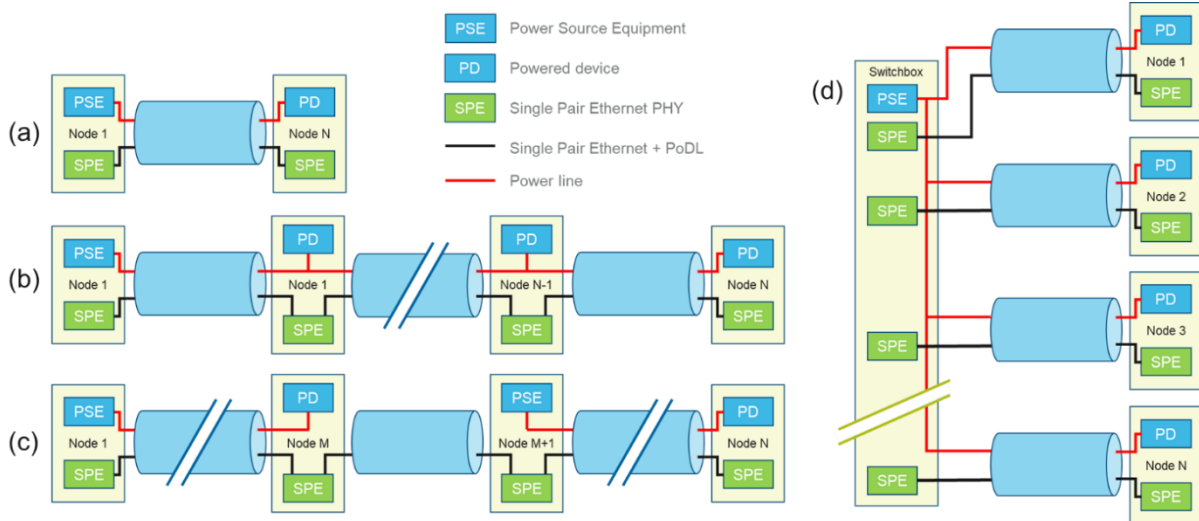 PSE Power Source Equipment
PD Powered device
SPE Single Pair Ethernet PHY
Single Pair Ethernet + PoDL
Power line
(a)
PSE
Node 1
SPE
PD
Node N
SPE
(b)
PSE
Node 1
SPE
PD
Node 1
SPE
PD
Node N-1
SPE
PD
Node N
SPE
(c)
PSE
Node 1
SPE
PD
Node M
SPE
PSE
Node M+1
SPE
PD
Node N
SPE
(d)
Switchbox
PSE
SPE
SPE
SPE
SPE
PD
Node 1
SPE
PD
Node 2
SPE
PD
Node 3
SPE
PD
Node N
SPE